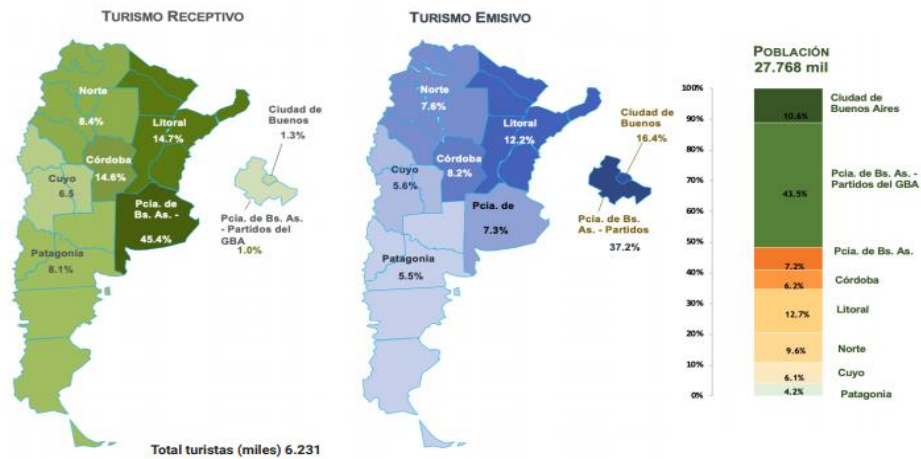 TURISMO RECEPTIVO
Norte
8.4%
Litoral
14.7%
Córdoba
14.6%
Cuyo
6.5
Pcia. de
Bs. As. -
45.4%
Patagonia
8.1%
Ciudad de
Buenos
1.3%
Pcia. de Bs.
As. - Partidos del
GBA
1.0%
Total turistas (miles) 6.231
TURISMO EMISIVO
Norte
7.6%
Litoral
12.2%
Córdoba
8.2%
Cuyo
5.6%
Pcia. de
7.3%
Patagonia
5.5%
Ciudad de
Buenos
16.4%
Pcia. de Bs.
As. - Partidos
37.2%
POBLACIÓN
27.768 mil
100%
90%
80%
70%
60%
50%
40%
30%
20%
10%
0%
10.6%
43.5%
7.2%
6.2%
12.7%
9.6%
6.1%
4.2%
Ciudad de
Buenos Aires
Pcia. de Bs. As. -
Partidos del GBA
Pcia. de Bs. As.
Córdoba
Litoral
Norte
Cuyo
Patagonia